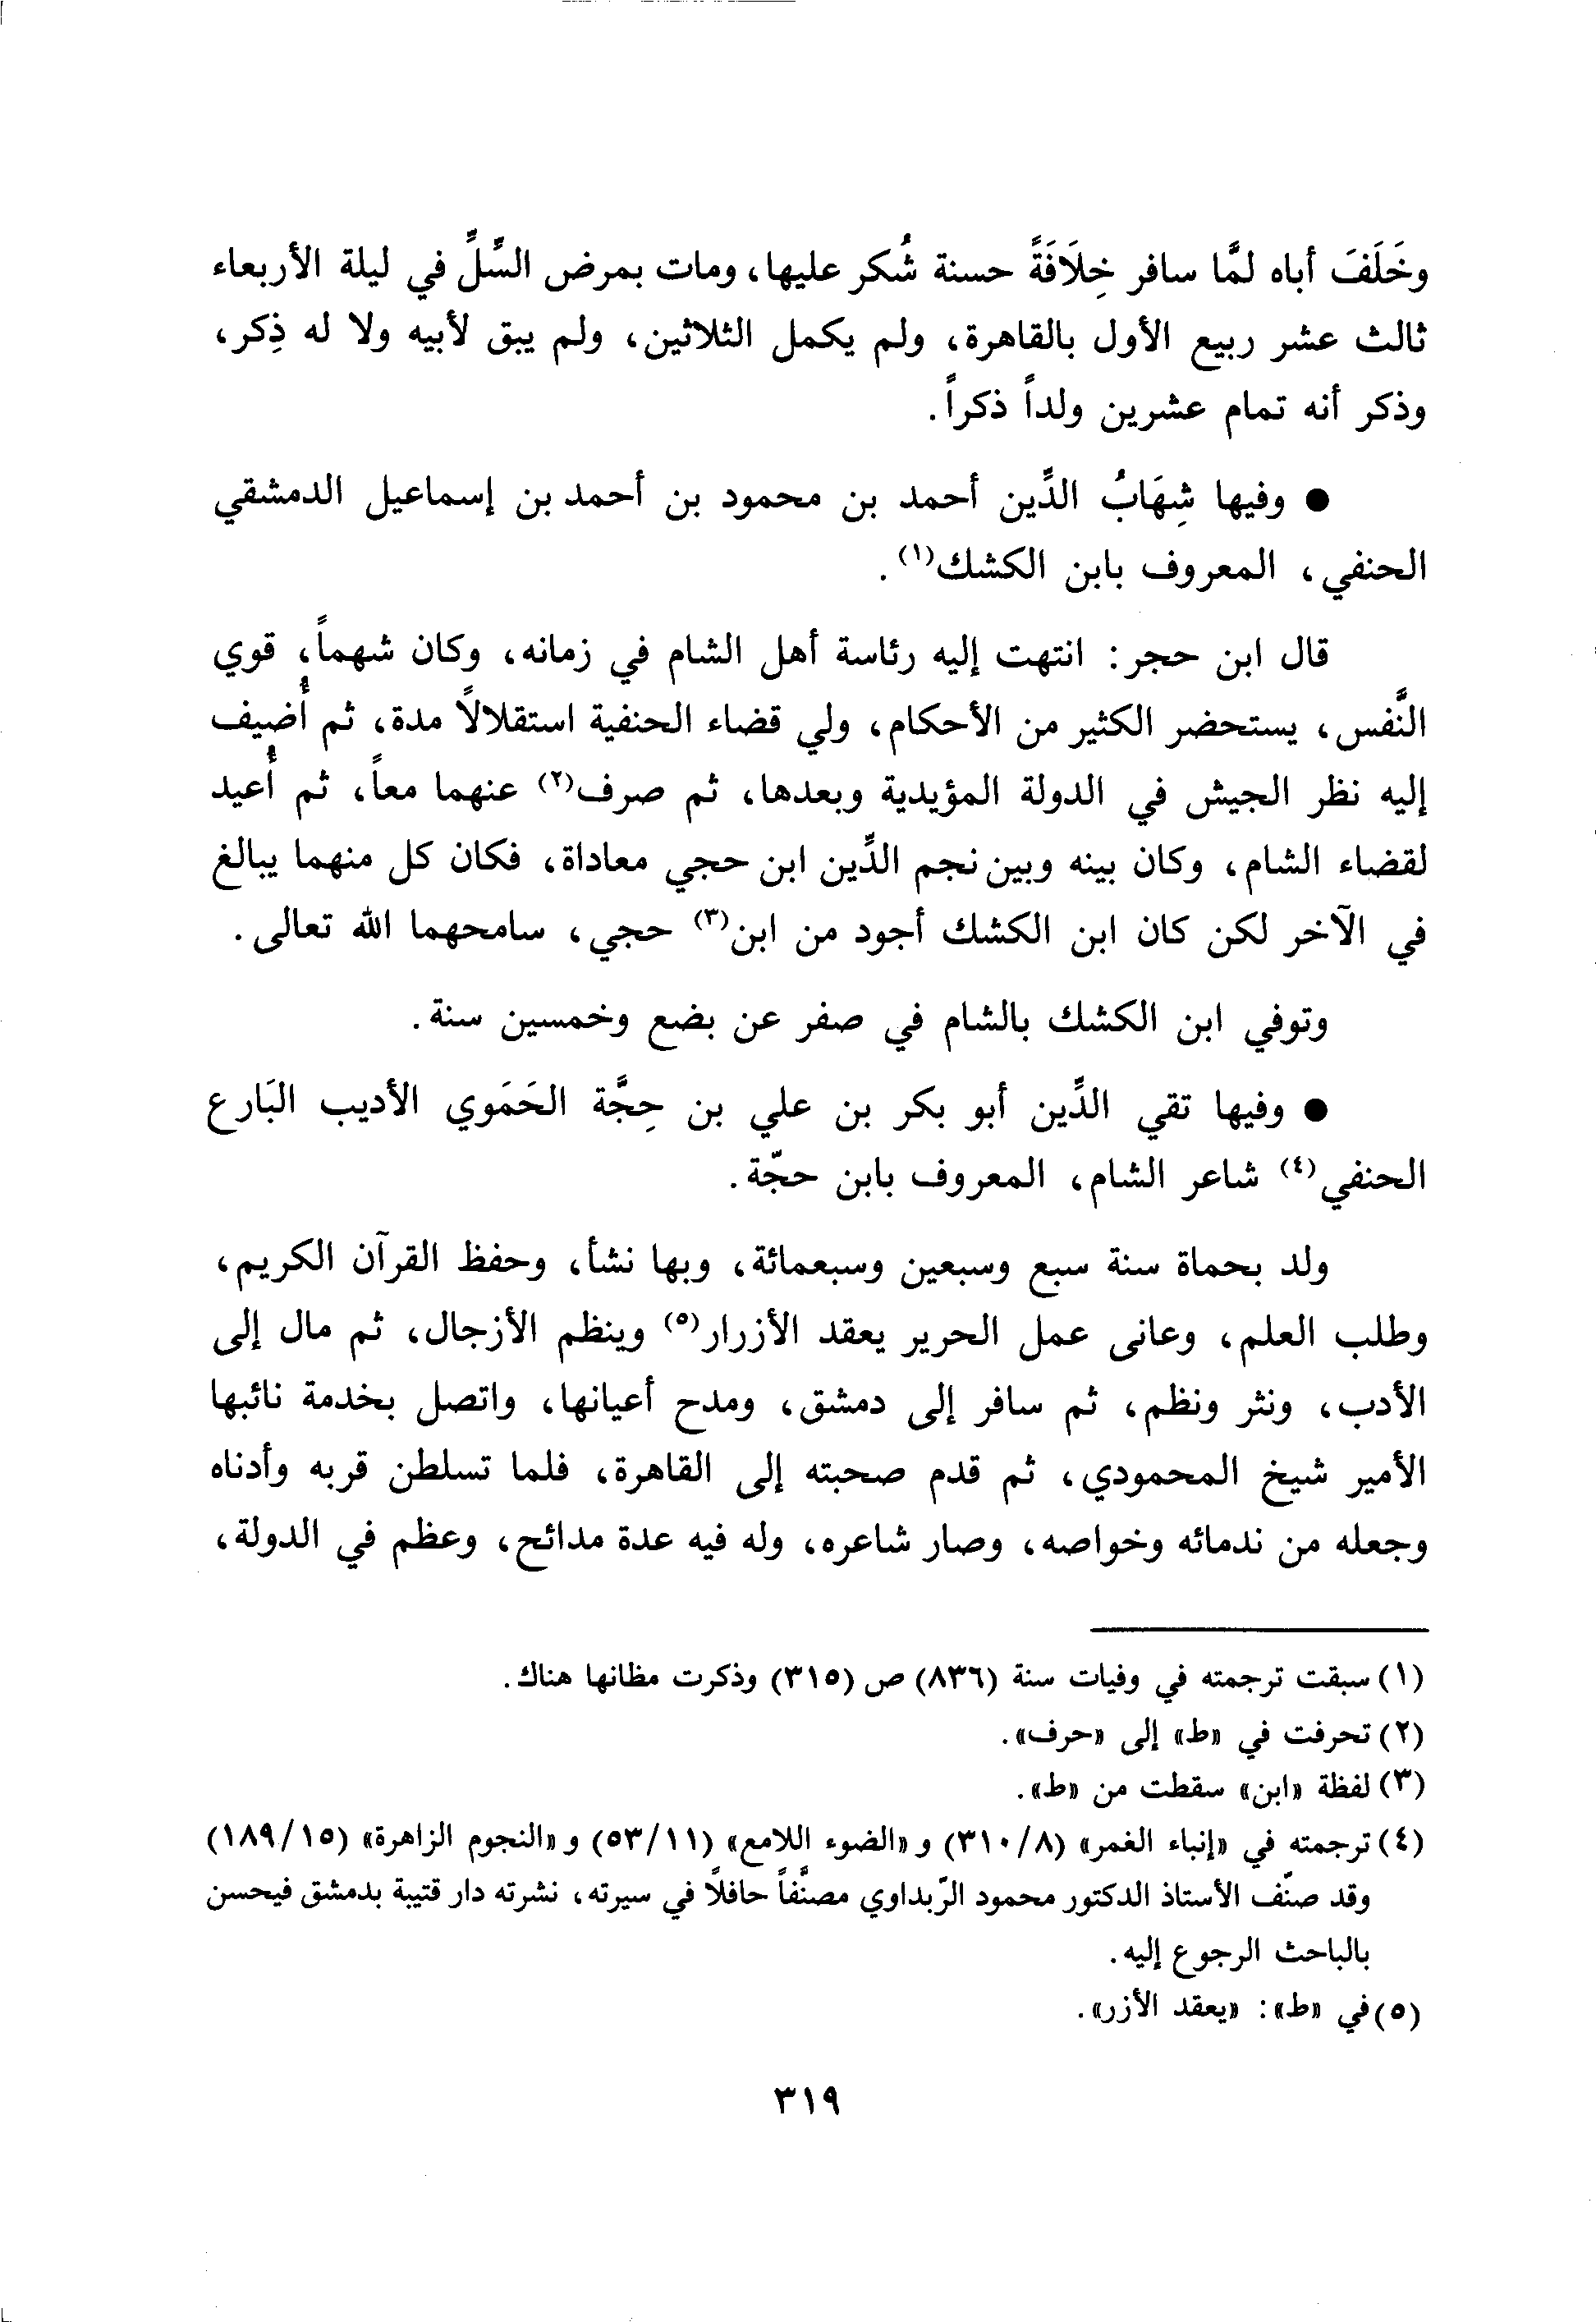 وخَلَفَ أباه لمَّا سافر خِلَافَةً حسنة شُكر عليها، ومات بمرض السِّلِّ في ليلة الأربعاء
ثالث عشر ربيع الأول بالقاهرة، ولم يكمل الثلاثين، ولم يبق لأبيه ولا له ذِكر،
وذكر أنه تمام عشرين ولداً ذكراً.
● وفيها شِهَابُ الدِّين أحمد بن محمود بن أحمد بن إسماعيل الدمشقي
الحنفي، المعروف بابن الكشك(١).
قال ابن حجر: انتهت إليه رئاسة أهل الشام في زمانه، وكان شهماً، قوي
النَّفس، يستحضر الكثير من الأحكام، ولي قضاء الحنفية استقلالاً مدة، ثم أُضيف
إليه نظر الجيش في الدولة المؤيدية وبعدها، ثم صرف(٢) عنهما معاً، ثم أُعيد
لقضاء الشام، وكان بينه وبين نجم الدِّين ابن حجي معاداة، فكان كل منهما يبالغ
في الآخر لكن كان ابن الكشك أجود من ابن(٣) حجي، سامحهما الله تعالى.
وتوفي ابن الكشك بالشام في صفر عن بضع وخمسين سنة.
● وفيها تقي الدِّين أبو بكر بن علي بن حِجَّة الحَمَوي الأديب البَارع
الحنفي(٤) شاعر الشام، المعروف بابن حجّة.
ولد بحماة سنة سبع وسبعين وسبعمائة، وبها نشأ، وحفظ القرآن الكريم،
وطلب العلم، وعانى عمل الحرير يعقد الأزرار(٥) وينظم الأزجال، ثم مال إلى
الأدب، ونثر ونظم، ثم سافر إلى دمشق، ومدح أعيانها، واتصل بخدمة نائبها
الأمير شيخ المحمودي، ثم قدم صحبته إلى القاهرة، فلما تسلطن قربه وأدناه
وجعله من ندمائه وخواصه، وصار شاعره، وله فيه عدة مدائح، وعظم في الدولة،
(١) سبقت ترجمته في وفيات سنة (٨٣٦) ص (٣١٥) وذكرت مظانها هناك.
(٢) تحرفت في «ط» إلى «حرف».
(٣) لفظة «ابن» سقطت من «ط».
(٤) ترجمته في «إنباء الغمر» (٣١٠/٨) و «الضوء اللامع» (٥٣/١١) و «النجوم الزاهرة» (١٨٩/١٥)
وقد صنّف الأستاذ الدكتور محمود الرّبداوي مصنَّفاً حافلاً في سيرته، نشرته دار قتيبة بدمشق فيحسن
بالباحث الرجوع إليه.
(٥) في «ط»: «يعقد الأزر».
٣١٩